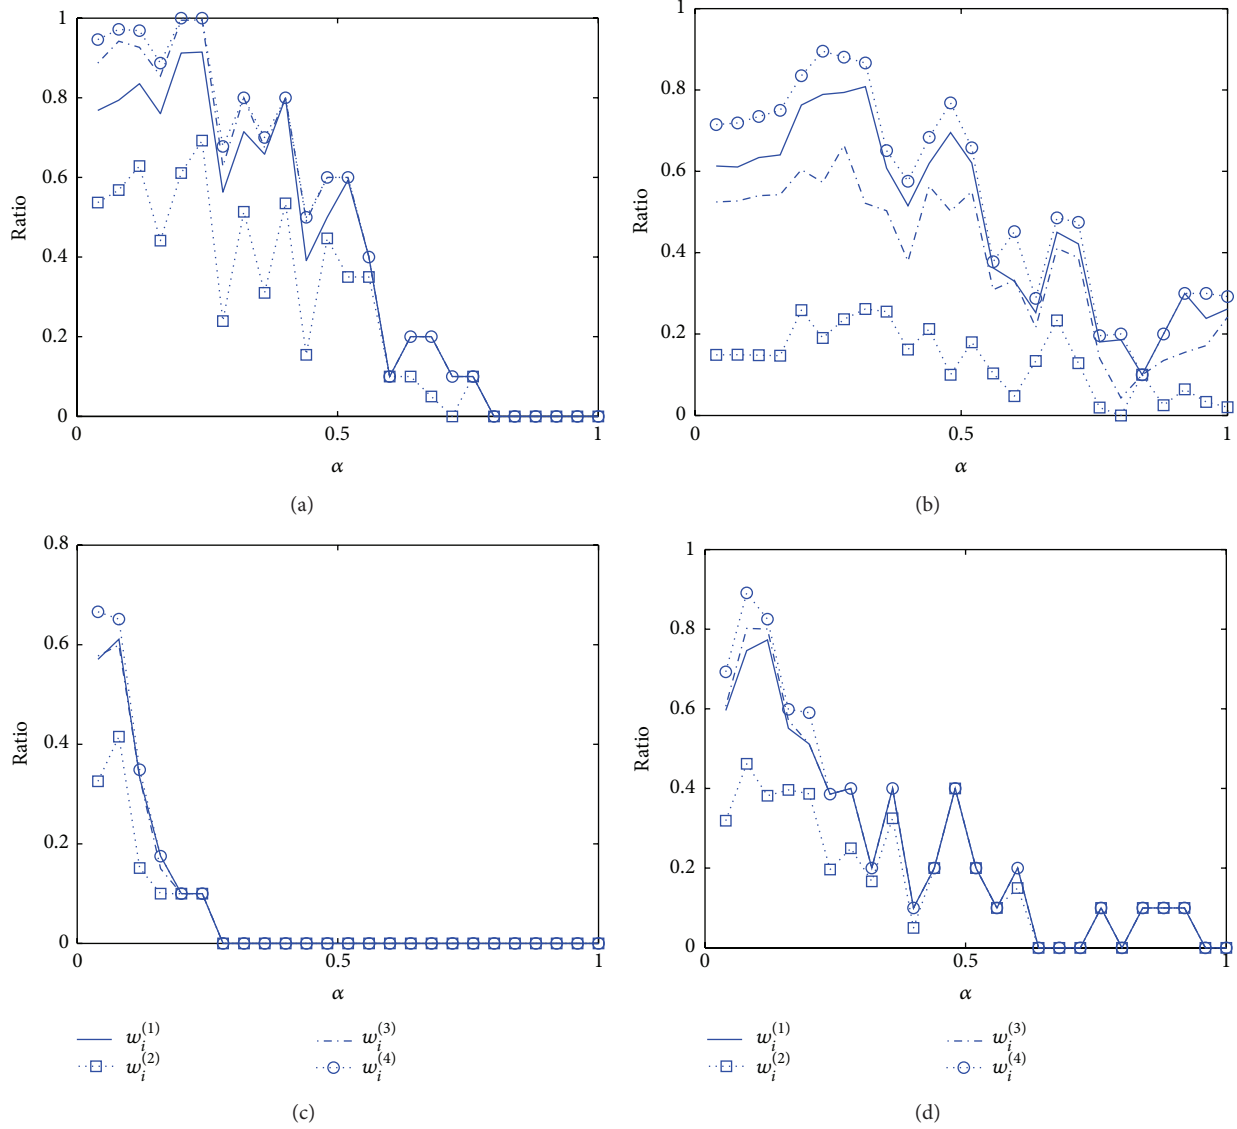 1
0.8
0.6
0.4
0.2
0
0
0.5
1
Ratio
α
(a)
1
0.8
0.6
0.4
0.2
0
0
0.5
1
Ratio
α
(b)
0.8
0.6
0.4
0.2
0
0
0.5
1
Ratio
α
w_i^(1)
w_i^(3)
w_i^(2)
w_i^(4)
(c)
1
0.8
0.6
0.4
0.2
0
0
0.5
1
Ratio
α
w_i^(1)
w_i^(3)
w_i^(2)
w_i^(4)
(d)